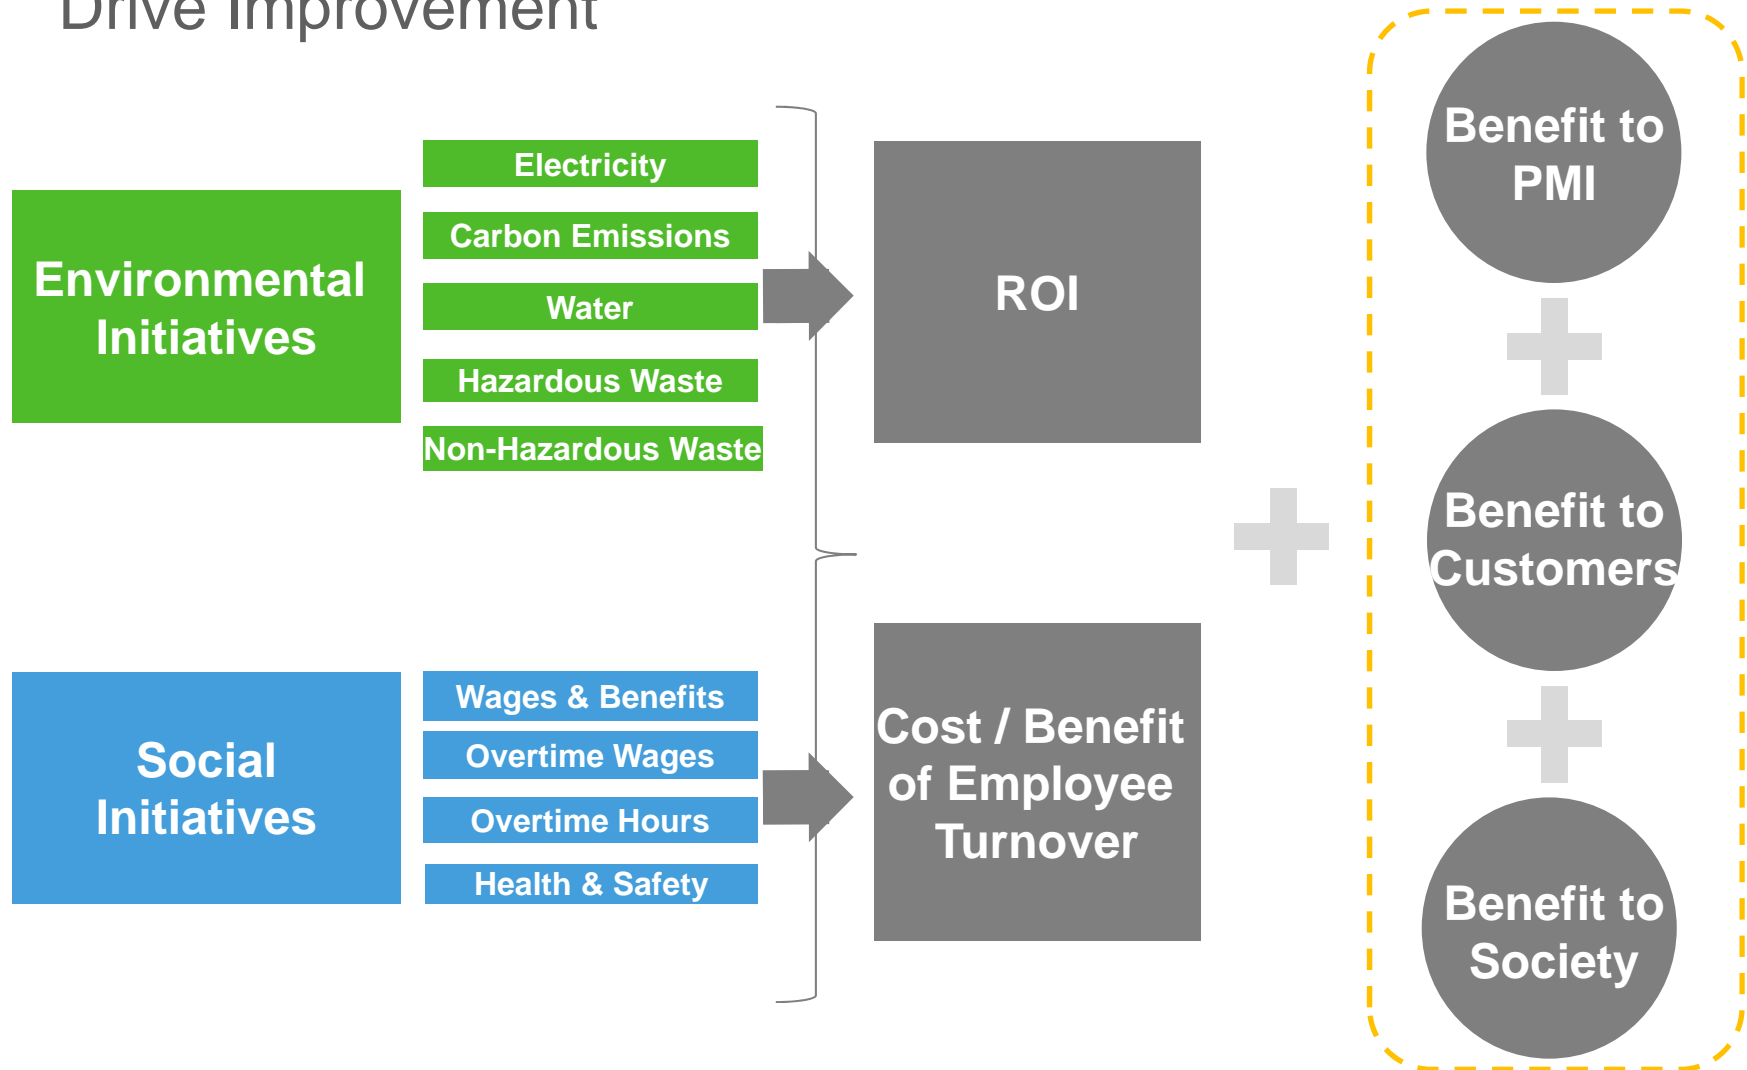 Drive Improvement
Environmental
Initiatives
Electricity
Carbon Emissions
Water
Hazardous Waste
Non-Hazardous Waste
ROI
Social
Initiatives
Wages & Benefits
Overtime Wages
Overtime Hours
Health & Safety
Cost / Benefit
of Employee
Turnover
Benefit to
PMI
Benefit to
Customers
Benefit to
Society